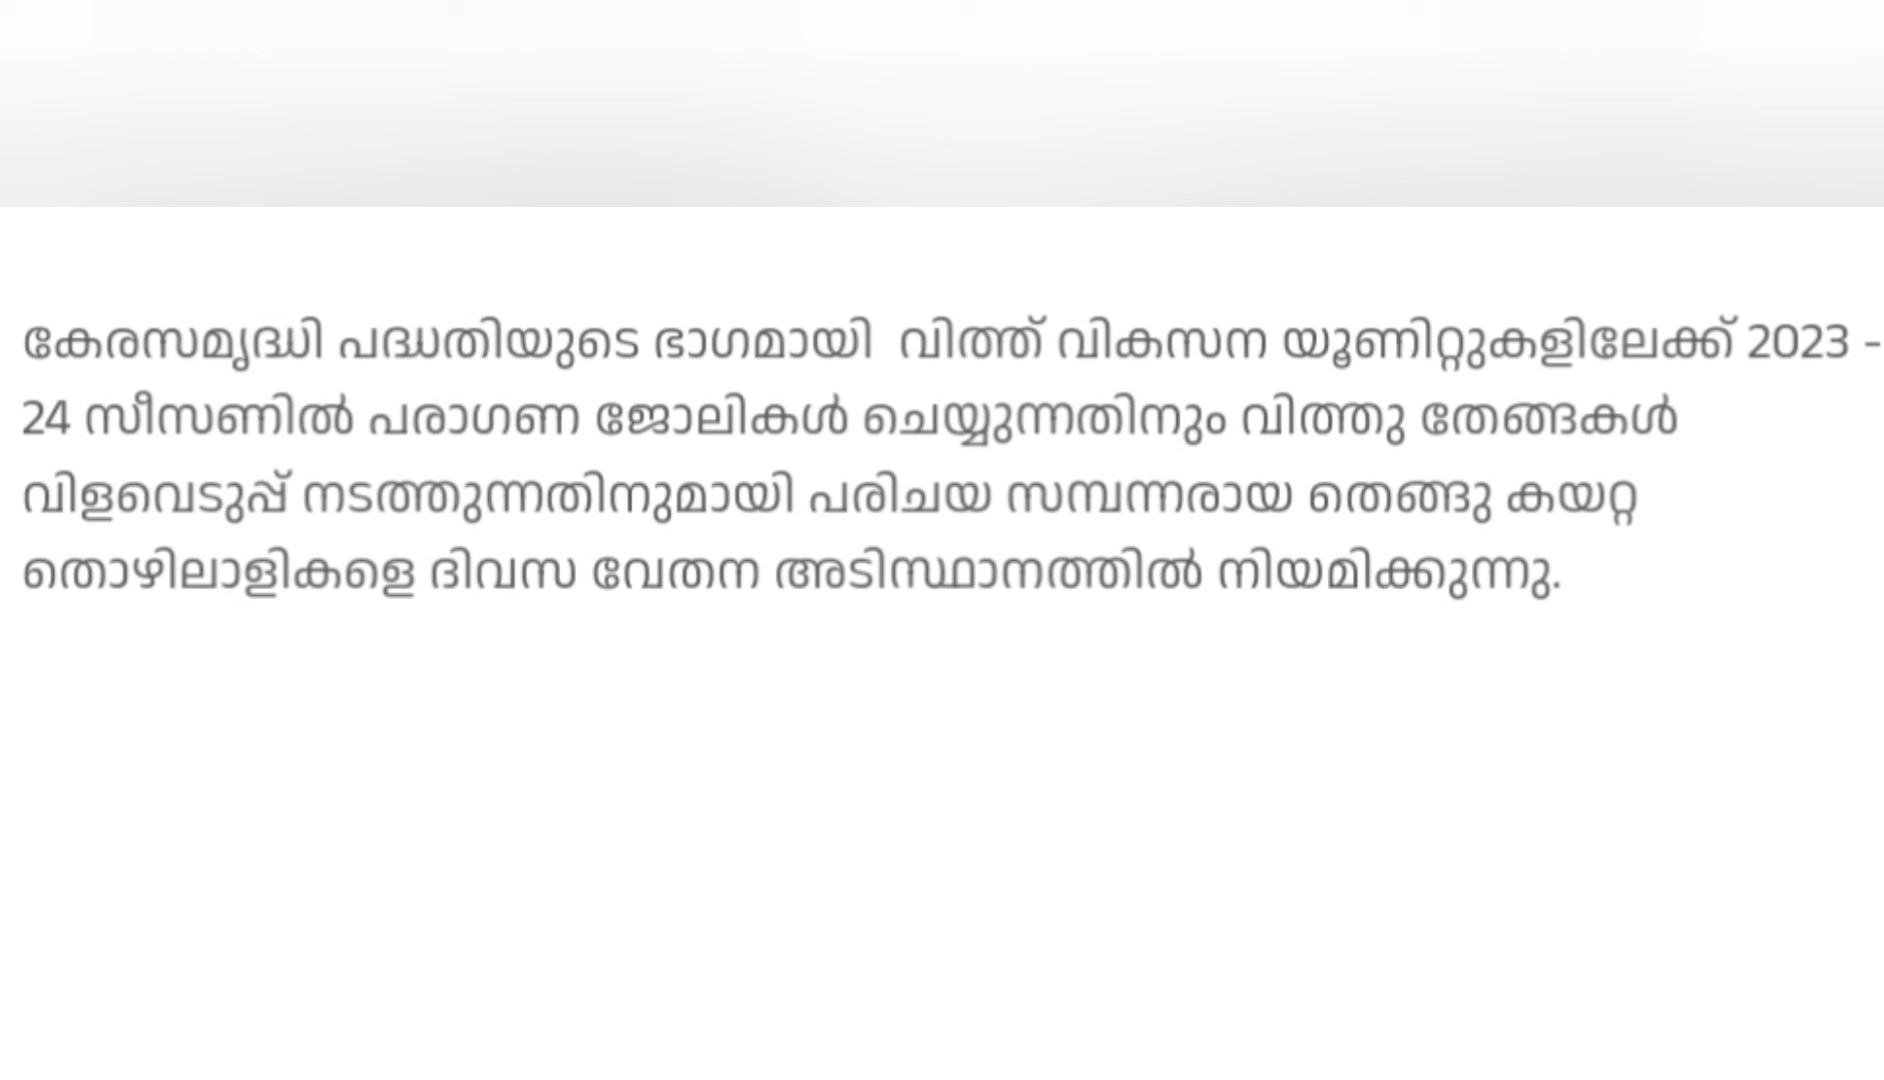 കേരസമൃദ്ധി പദ്ധതിയുടെ ഭാഗമായി  വിത്ത് വികസന യൂണിറ്റുകളിലേക്ക് 2023 -
24 സീസണിൽ പരാഗണ ജോലികൾ ചെയ്യുന്നതിനും വിത്തു തേങ്ങകൾ
വിളവെടുപ്പ് നടത്തുന്നതിനുമായി പരിചയ സമ്പന്നരായ തെങ്ങു കയറ്റ
തൊഴിലാളികളെ ദിവസ വേതന അടിസ്ഥാനത്തിൽ നിയമിക്കുന്നു.